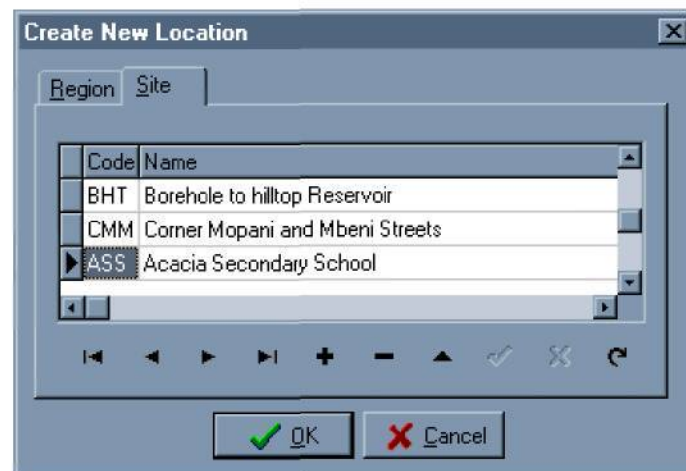 Create New Location
Region Site
Code Name
BHT Borehole to hilltop Reservoir
CMM Corner Mopani and Mbeni Streets
ASS Acacia Secondary School
OK Cancel